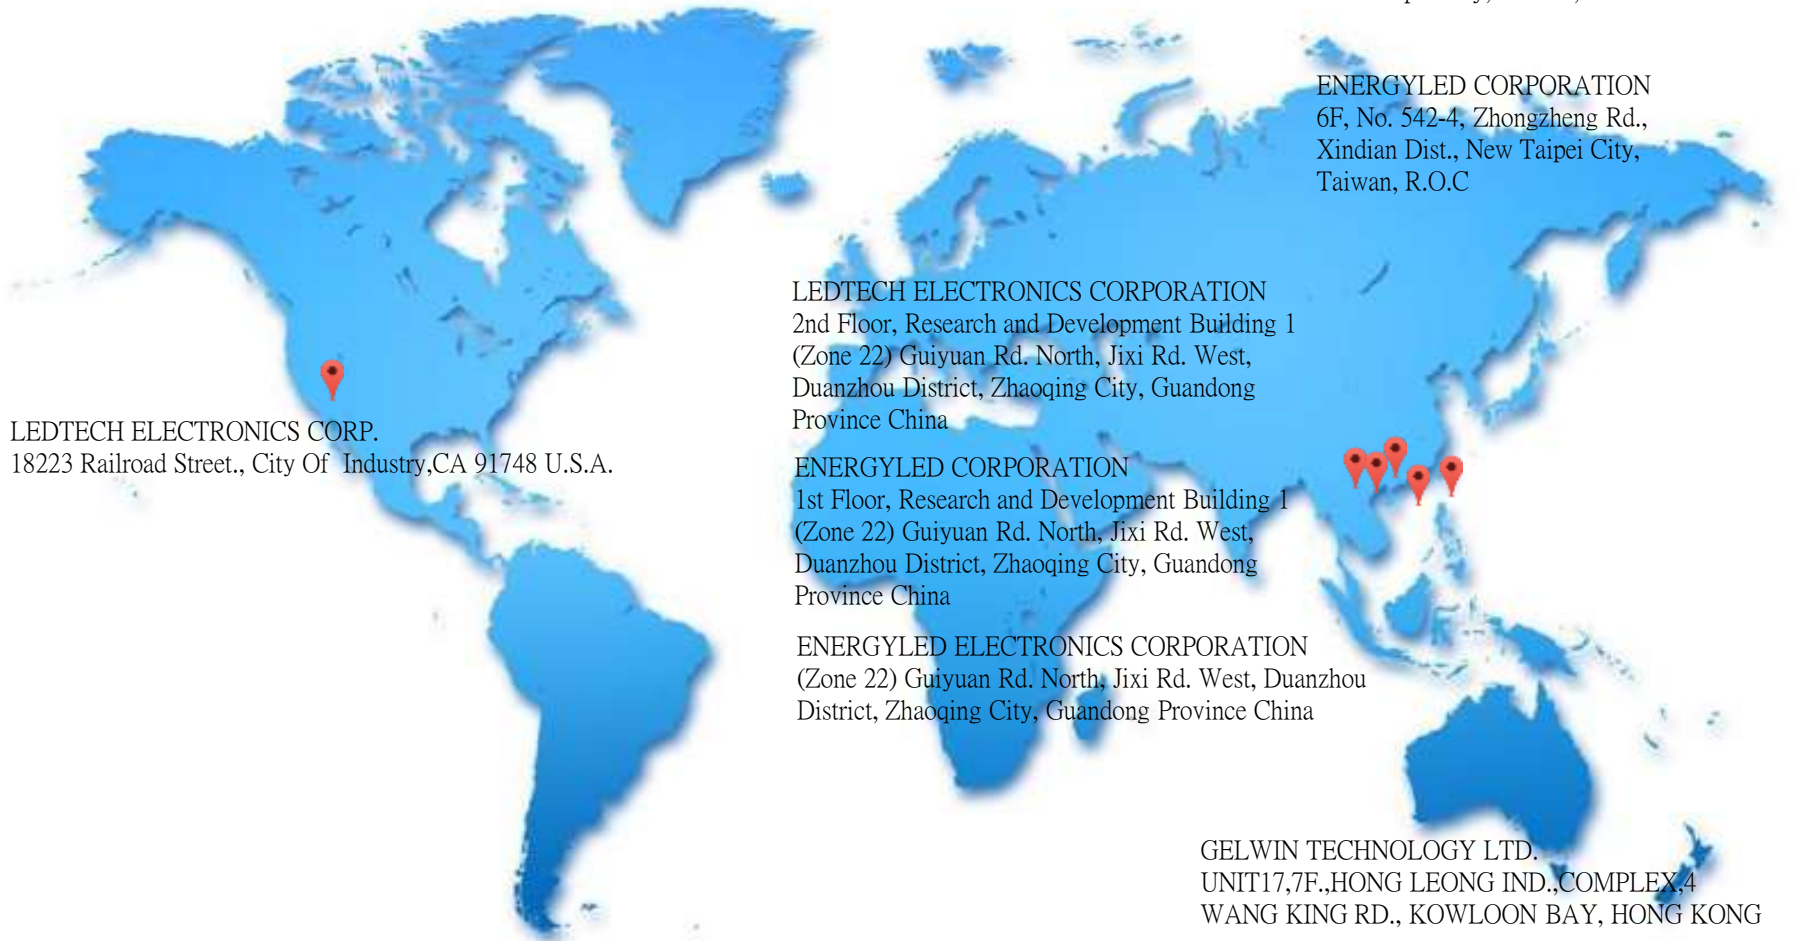 ENERGYLED CORPORATION
6F, No. 542-4, Zhongzheng Rd.,
Xindian Dist., New Taipei City,
Taiwan, R.O.C
LEDTECH ELECTRONICS CORPORATION
2nd Floor, Research and Development Building 1
(Zone 22) Guiyuan Rd. North, Jixi Rd. West,
Duanzhou District, Zhaoqing City, Guandong
Province China
LEDTECH ELECTRONICS CORP.
18223 Railroad Street., City Of Industry,CA 91748 U.S.A.
ENERGYLED CORPORATION
1st Floor, Research and Development Building 1
(Zone 22) Guiyuan Rd. North, Jixi Rd. West,
Duanzhou District, Zhaoqing City, Guandong
Province China
ENERGYLED ELECTRONICS CORPORATION
(Zone 22) Guiyuan Rd. North, Jixi Rd. West, Duanzhou
District, Zhaoqing City, Guandong Province China
GELWIN TECHNOLOGY LTD.
UNIT17,7F.,HONG LEONG IND.,COMPLEX,4
WANG KING RD., KOWLOON BAY, HONG KONG